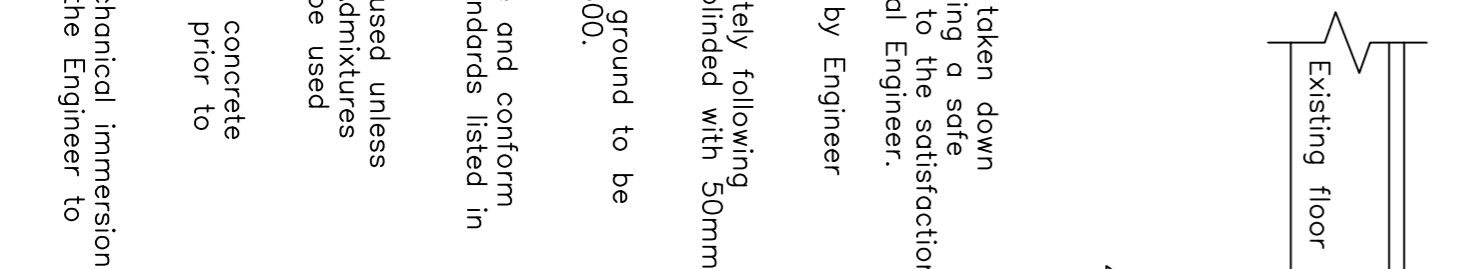 Existing floor
taken down
ing a safe
to the satisfaction
al Engineer.
by Engineer
tely following
blinded with 50mm
ground to be
00.
and conform
ndards listed in
used unless
dmixtures
be used
concrete
prior to
chanical immersion
the Engineer to